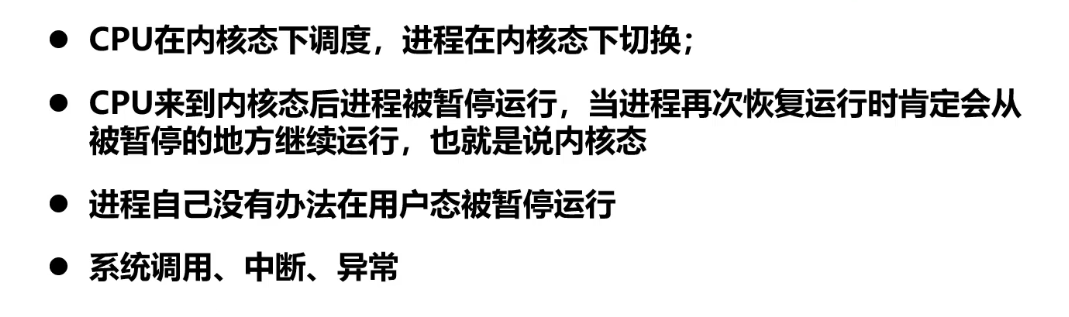 ● CPU在内核态下调度，进程在内核态下切换；
● CPU来到内核态后进程被暂停运行，当进程再次恢复运行时肯定会从
被暂停的地方继续运行，也就是说内核态
● 进程自己没有办法在用户态被暂停运行
● 系统调用、中断、异常